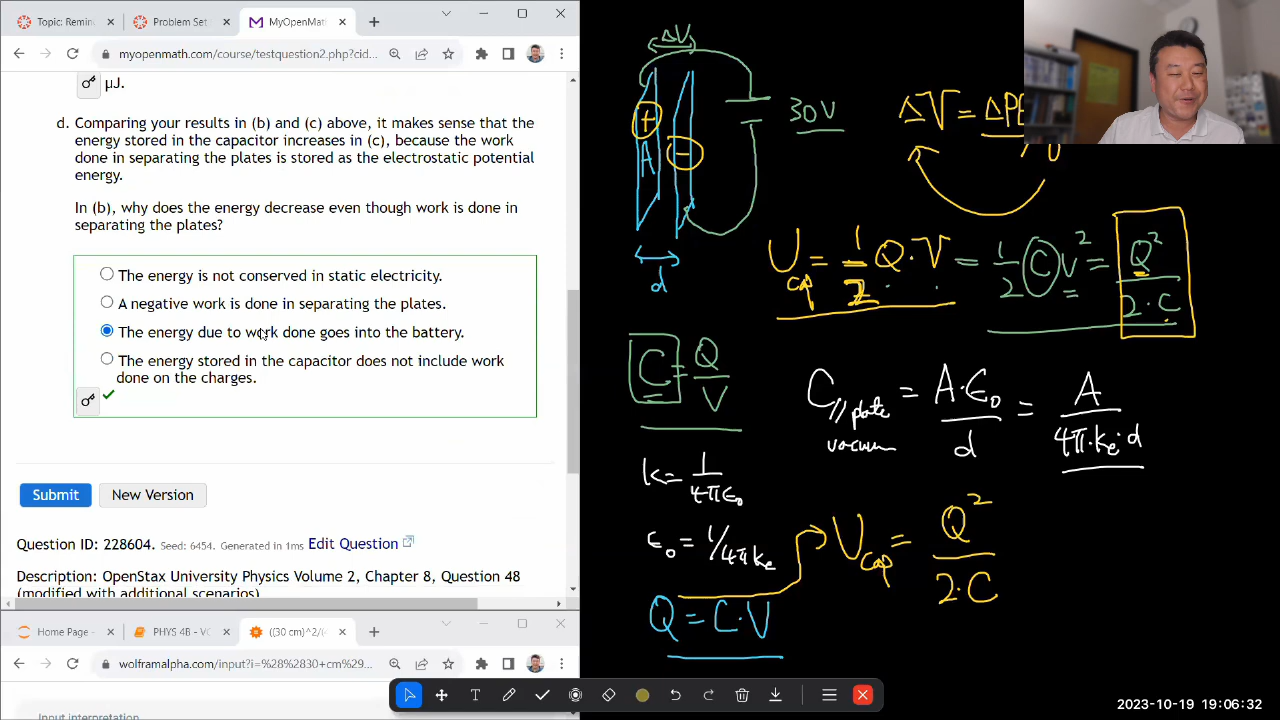 Topic: Remin
Problem Set:
MyOpenMath
myopenmath.com/course/testquestion2.php?cid...
μJ.
d. Comparing your results in (b) and (c) above, it makes sense that the
energy stored in the capacitor increases in (c), because the work
done in separating the plates is stored as the electrostatic potential
energy.
In (b), why does the energy decrease even though work is done in
separating the plates?
The energy is not conserved in static electricity.
A negative work is done in separating the plates.
The energy due to work done goes into the battery.
The energy stored in the capacitor does not include work
done on the charges.
Submit
New Version
Question ID: 228604. Seed: 6454. Generated in 1ms Edit Question
Description: OpenStax University Physics Volume 2, Chapter 8, Question 48
(modified with additional scenarios)
Home Page -
PHYS 4B - VC
((30 cm)^2/(4
wolframalpha.com/input?i=%28%2830+cm%29...
Input interpretation
ΔV
+
-
A
d
30V
ΔV = ΔPE
U cap = 1/2 Q·V = 1/2 C V² = Q²/2·C
C = Q/V
C // plate vacuum = A·ε₀/d = A/4π·ke·d
k = 1/4πε₀
ε₀ = 1/4πke
U cap = Q²/2·C
Q = C·V
T
2023-10-19 19:06:32